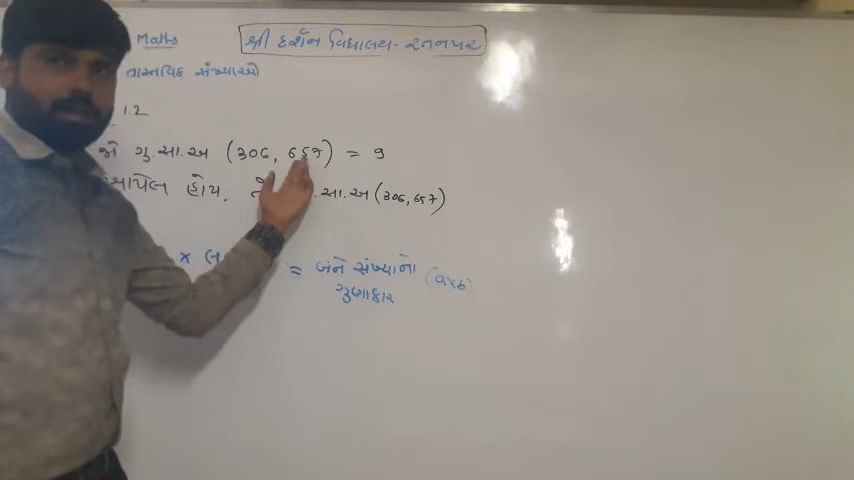 Maths
શ્રી દર્શન વિદ્યાલય - રતનપર
વાસ્તવિક સંખ્યાઓ
1.2
જો ગુ.સા.અ (306, 657) = 9
આપેલ હોય, .સા.અ (306, 657)
× = બંને સંખ્યાનો (a×b)
ગુણાકાર